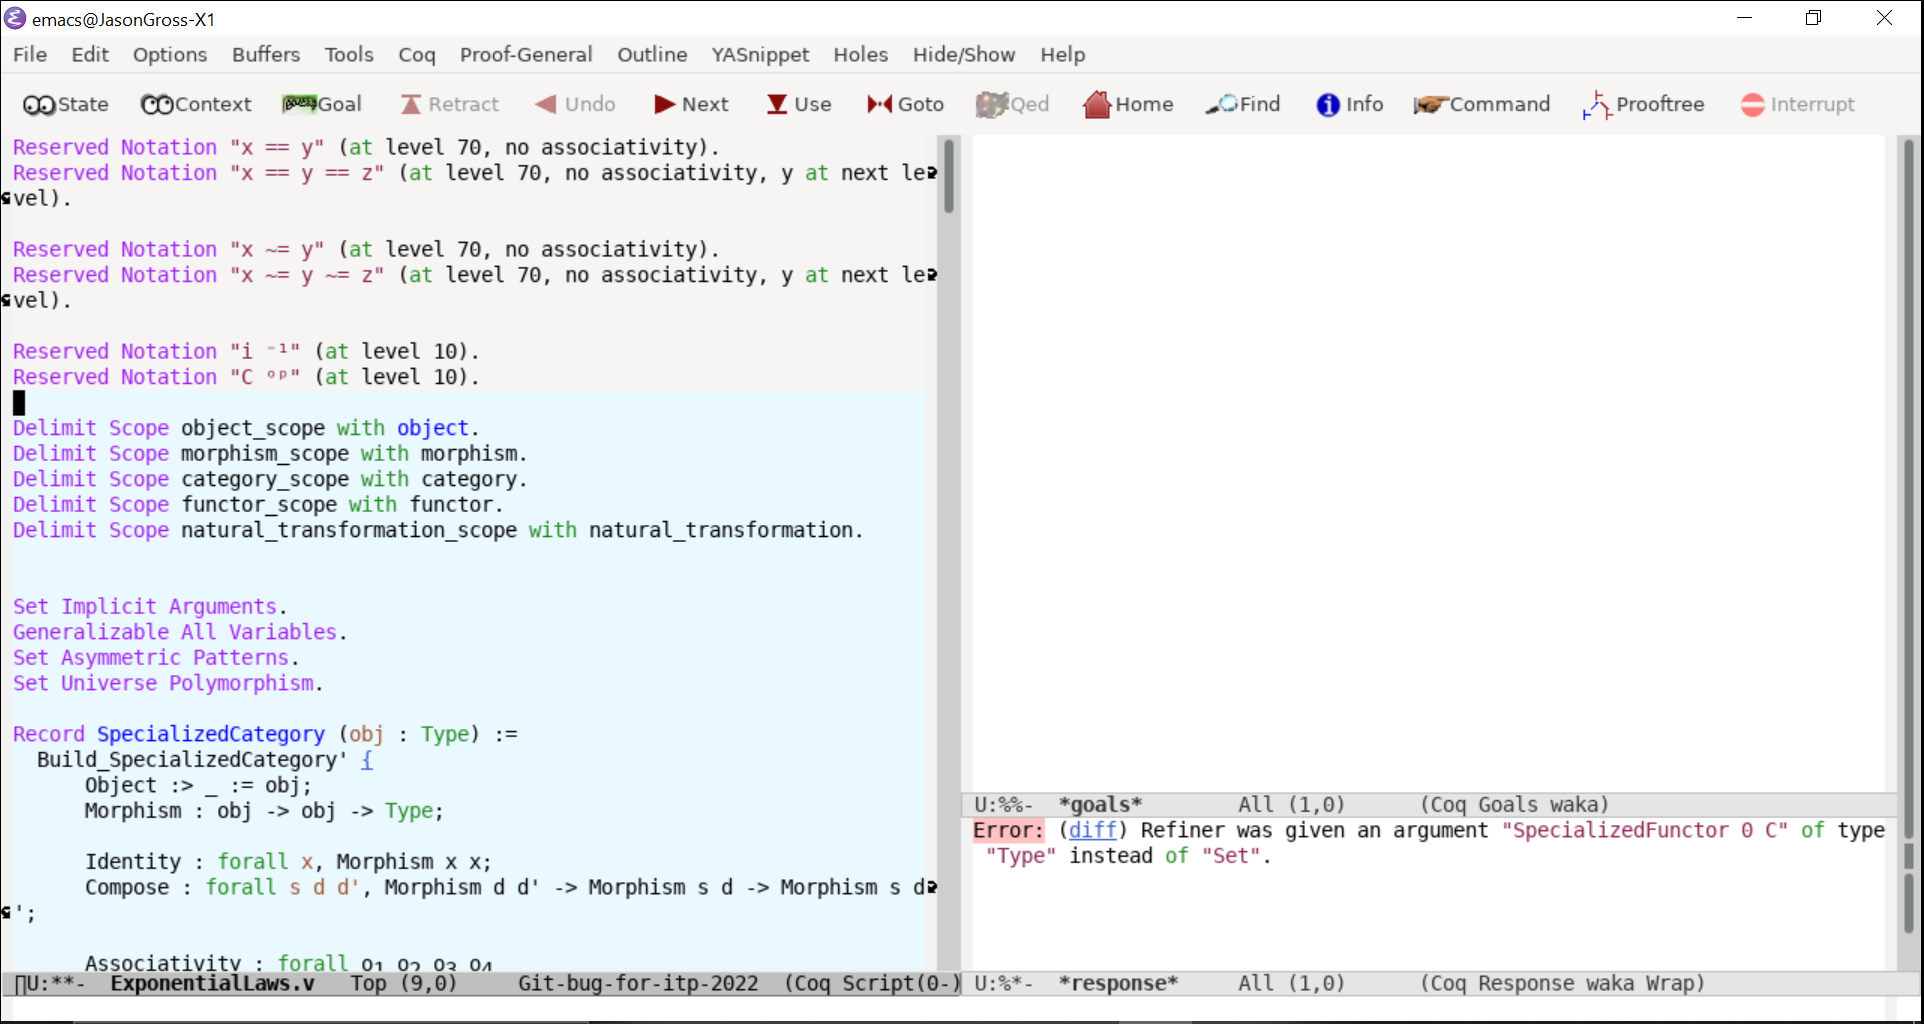 emacs@JasonGross-X1
File Edit Options Buffers Tools Coq Proof-General Outline YASnippet Holes Hide/Show Help
State Context Goal Retract Undo Next Use Goto Qed Home Find Info Command Prooftree Interrupt
Reserved Notation "x == y" (at level 70, no associativity).
Reserved Notation "x == y == z" (at level 70, no associativity, y at next le
vel).
Reserved Notation "x ~= y" (at level 70, no associativity).
Reserved Notation "x ~= y ~= z" (at level 70, no associativity, y at next le
vel).
Reserved Notation "i ⁻¹" (at level 10).
Reserved Notation "C ᵒᵖ" (at level 10).
Delimit Scope object_scope with object.
Delimit Scope morphism_scope with morphism.
Delimit Scope category_scope with category.
Delimit Scope functor_scope with functor.
Delimit Scope natural_transformation_scope with natural_transformation.
Set Implicit Arguments.
Generalizable All Variables.
Set Asymmetric Patterns.
Set Universe Polymorphism.
Record SpecializedCategory (obj : Type) :=
Build_SpecializedCategory' {
Object :> _ := obj;
Morphism : obj -> obj -> Type;
Identity : forall x, Morphism x x;
Compose : forall s d d', Morphism d d' -> Morphism s d -> Morphism s d
';
Associativity : forall o₁ o₂ o₃ o₄
U:**- ExponentialLaws.v Top (9,0) Git-bug-for-itp-2022 (Coq Script(0-)
U:%%- *goals* All (1,0) (Coq Goals waka)
Error: (diff) Refiner was given an argument "SpecializedFunctor 0 C" of type
"Type" instead of "Set".
U:%*- *response* All (1,0) (Coq Response waka Wrap)